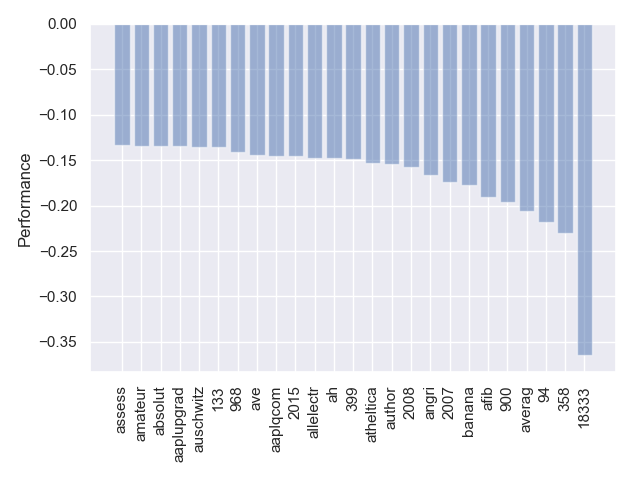 0.00
−0.05
−0.10
−0.15
−0.20
−0.25
−0.30
−0.35
Performance
assess
amateur
absolut
aaplupgrad
auschwitz
133
968
ave
aaplqcom
2015
allelectr
ah
399
atheltica
author
2008
angri
2007
banana
afib
900
averag
94
358
18333